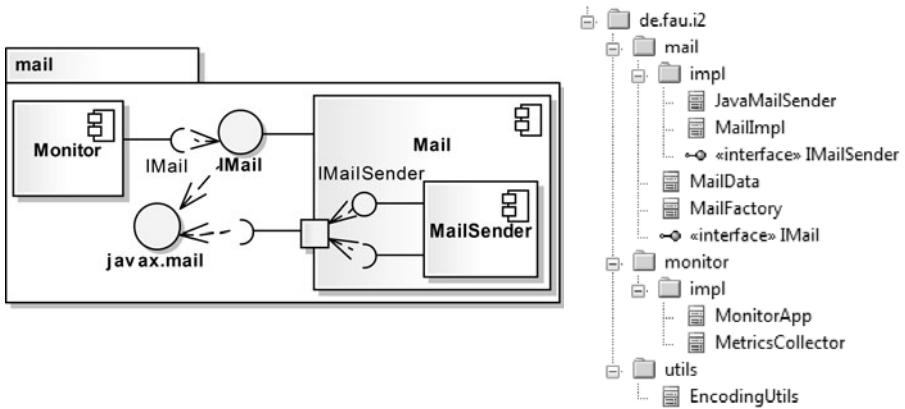 mail
Monitor
IMail
IMail
Mail
IMailSender
MailSender
javax.mail
de.fau.i2
mail
impl
JavaMailSender
MailImpl
«interface» IMailSender
MailData
MailFactory
«interface» IMail
monitor
impl
MonitorApp
MetricsCollector
utils
EncodingUtils